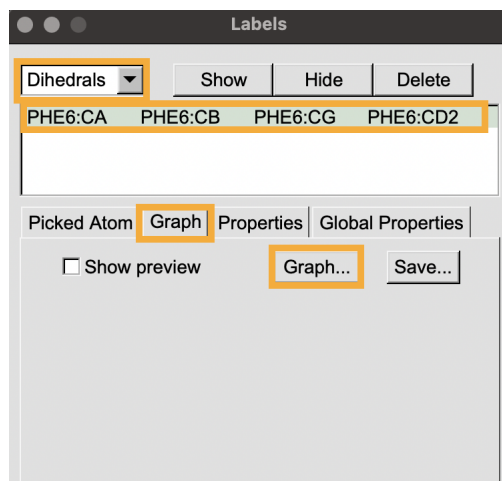 Labels
Dihedrals Show Hide Delete
PHE6:CA PHE6:CB PHE6:CG PHE6:CD2
Picked Atom Graph Properties Global Properties
Show preview Graph... Save...